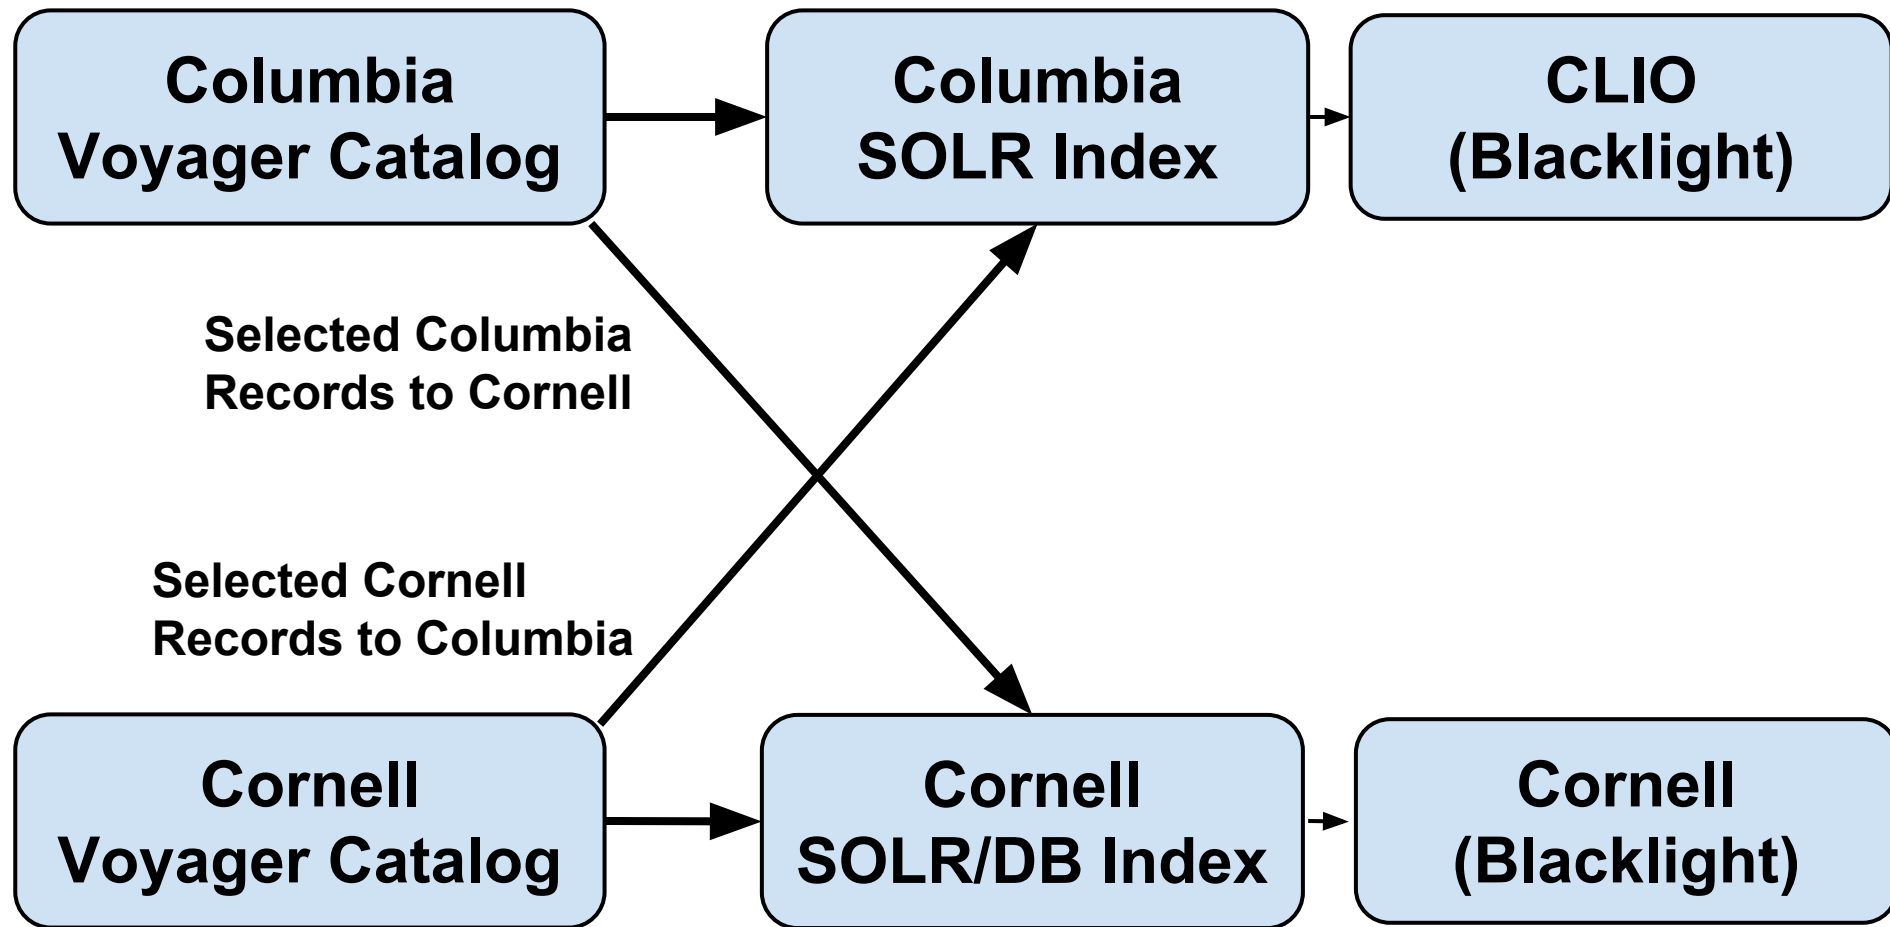 Columbia
Voyager Catalog
Columbia
SOLR Index
CLIO
(Blacklight)
Selected Columbia
Records to Cornell
Selected Cornell
Records to Columbia
Cornell
Voyager Catalog
Cornell
SOLR/DB Index
Cornell
(Blacklight)